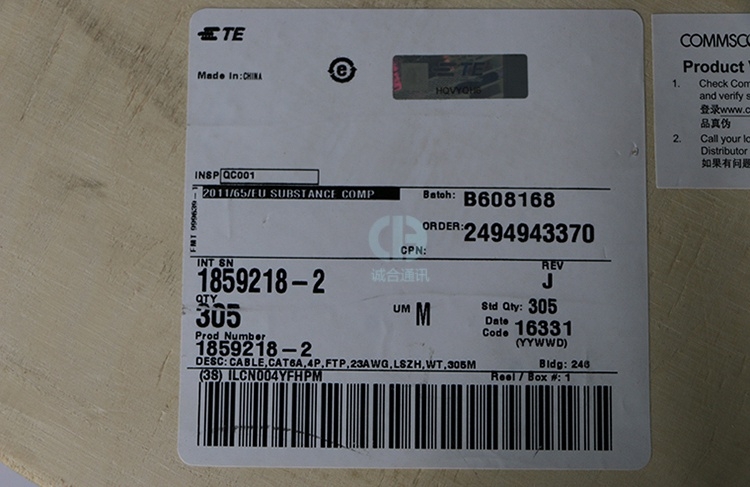 TE
Made In:CHINA
e
TE
HQVYQH6
INSP QC001
2011/65/EU SUBSTANCE COMP
FMT 999639-
Batch: B608168
ORDER: 2494943370
CPN:
诚合通讯
INT SN
1859218-2
REV
J
QTY
305
UM M
Std Qty: 305
Date Code 16331
(YYWWD)
Prod Number
1859218-2
DESC: CABLE,CAT6A,4P,FTP,23AWG,LSZH,WT,305M
Bldg: 246
(3S) ILCN004YFHPM
Reel / Box #: 1
COMMSCO
Product
1. Check Com
and verify s
登录www.c
品真伪
2. Call your lo
Distributor
如果有问题